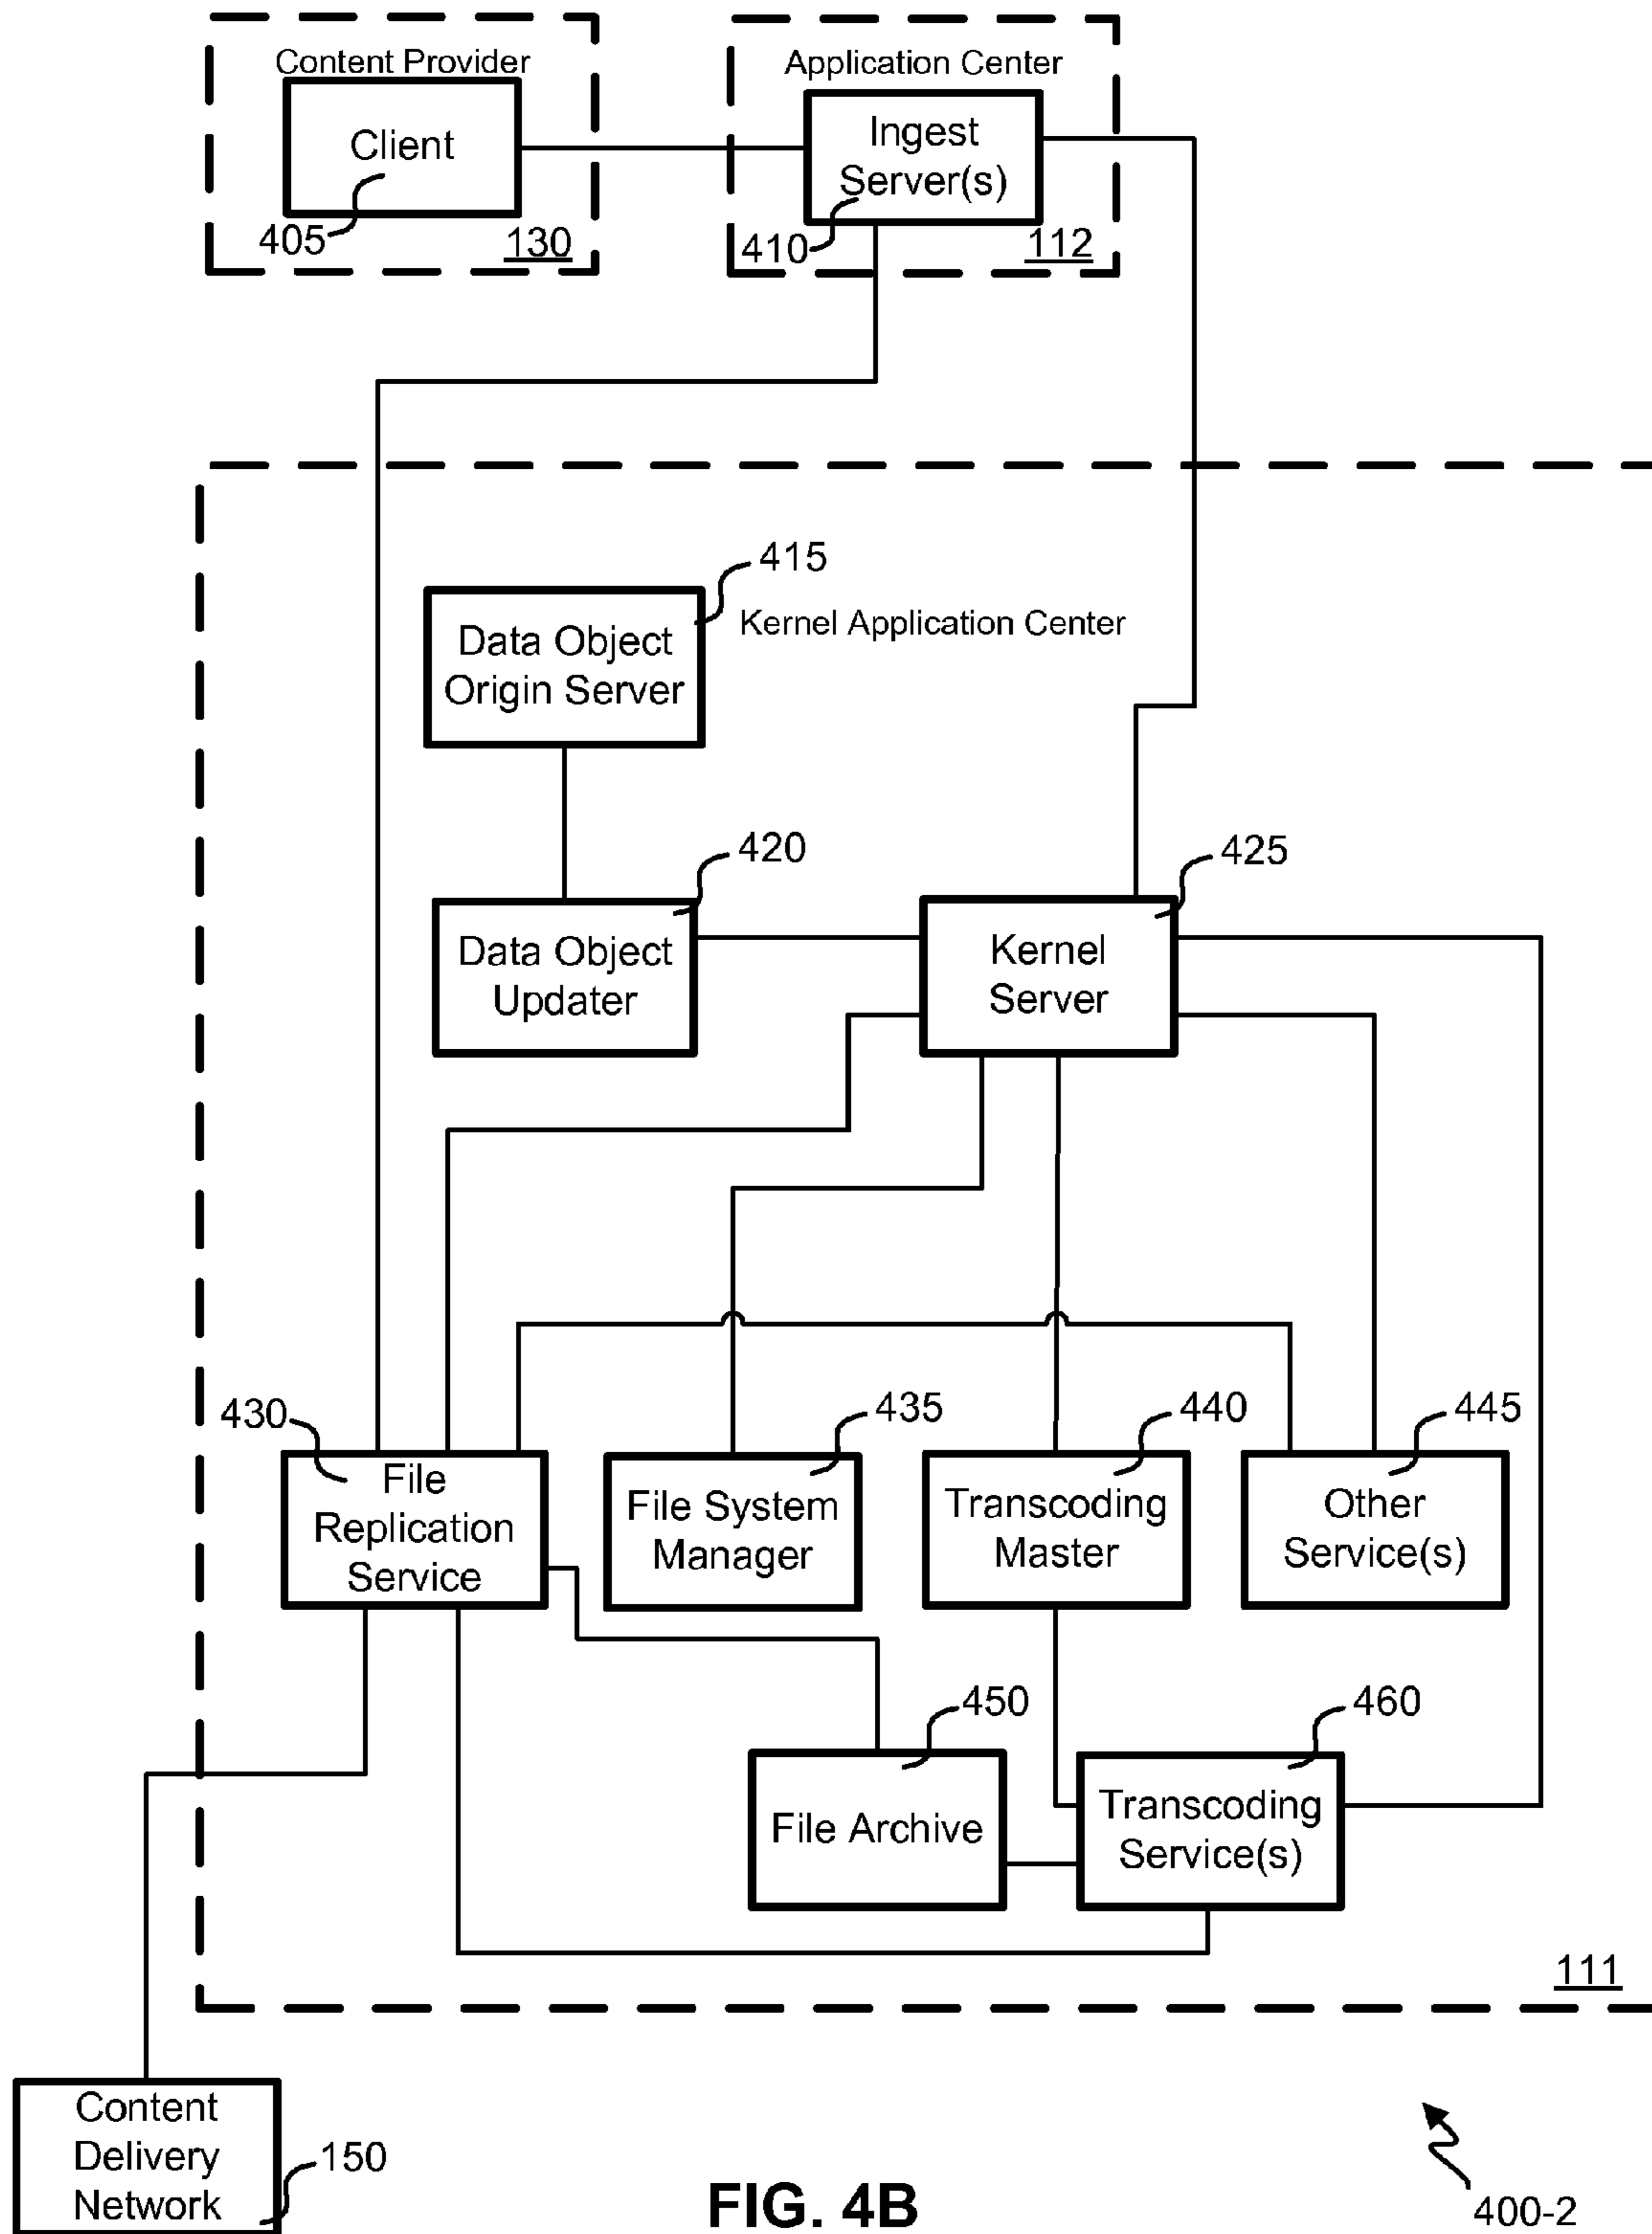 Content Provider
Client
405
130
Application Center
Ingest
Server(s)
410
112
415
Data Object
Origin Server
Kernel Application Center
420
Data Object
Updater
425
Kernel
Server
430
File
Replication
Service
435
File System
Manager
440
Transcoding
Master
445
Other
Service(s)
450
File Archive
460
Transcoding
Service(s)
111
Content
Delivery
Network
150
FIG. 4B
400-2